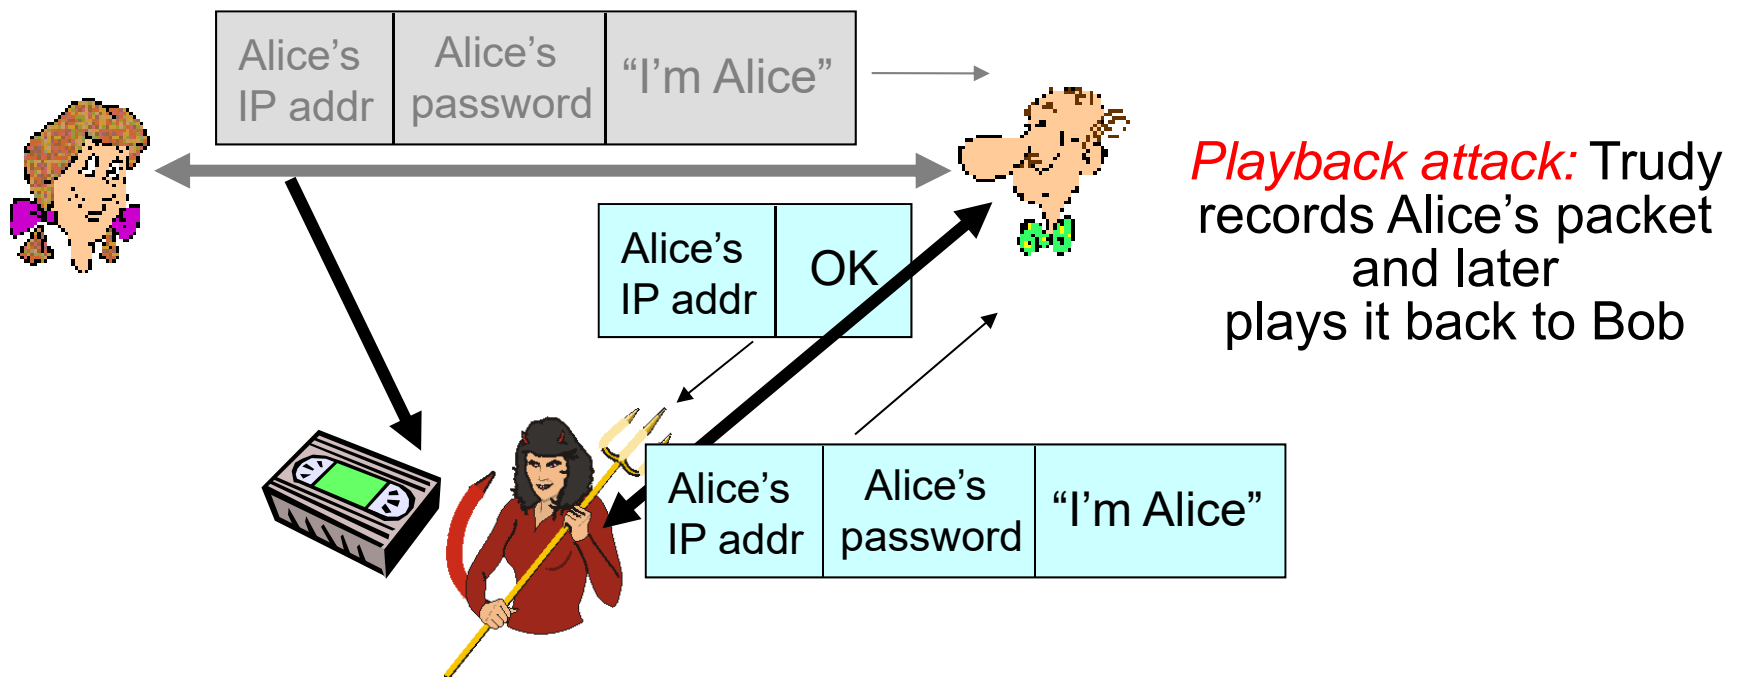 Alice’s
IP addr
Alice’s
password
“I’m Alice”
Playback attack: Trudy
records Alice’s packet
and later
plays it back to Bob
Alice’s
IP addr
OK
Alice’s
IP addr
Alice’s
password
“I’m Alice”